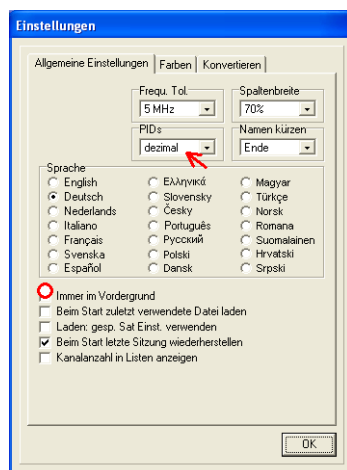 Einstellungen
Allgemeine Einstellungen Farben Konvertieren
Frequ. Tol. Spaltenbreite
5 MHz 70%
PIDs Namen kürzen
dezimal Ende
Sprache
English Ελληνικά Magyar
Deutsch Slovensky Türkçe
Nederlands Česky Norsk
Italiano Português Romana
Français Русский Suomalainen
Svenska Polski Hrvatski
Español Dansk Srpski
Immer im Vordergrund
Beim Start zuletzt verwendete Datei laden
Laden: gesp. Sat Einst. verwenden
Beim Start letzte Sitzung wiederherstellen
Kanalanzahl in Listen anzeigen
OK